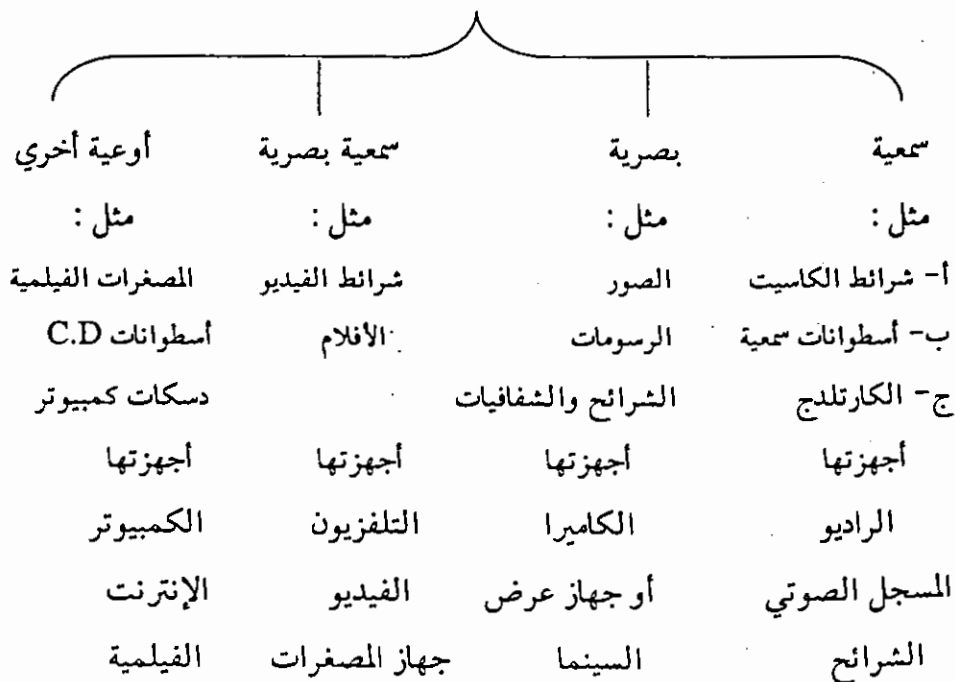 سمعية بصرية سمعية بصرية أوعية أخري
مثل : مثل : مثل : مثل :
أ- شرائط الكاسيت الصور شرائط الفيديو المصغرات الفيلمية
ب- أسطوانات سمعية الرسومات الأفلام أسطوانات C.D
ج- الكارتلدج الشرائح والشفافيات دسكات كمبيوتر
أجهزتها أجهزتها أجهزتها أجهزتها
الراديو الكاميرا التلفزيون الكمبيوتر
المسجل الصوتي أو جهاز عرض الفيديو الإنترنت
الشرائح السينما جهاز المصغرات الفيلمية